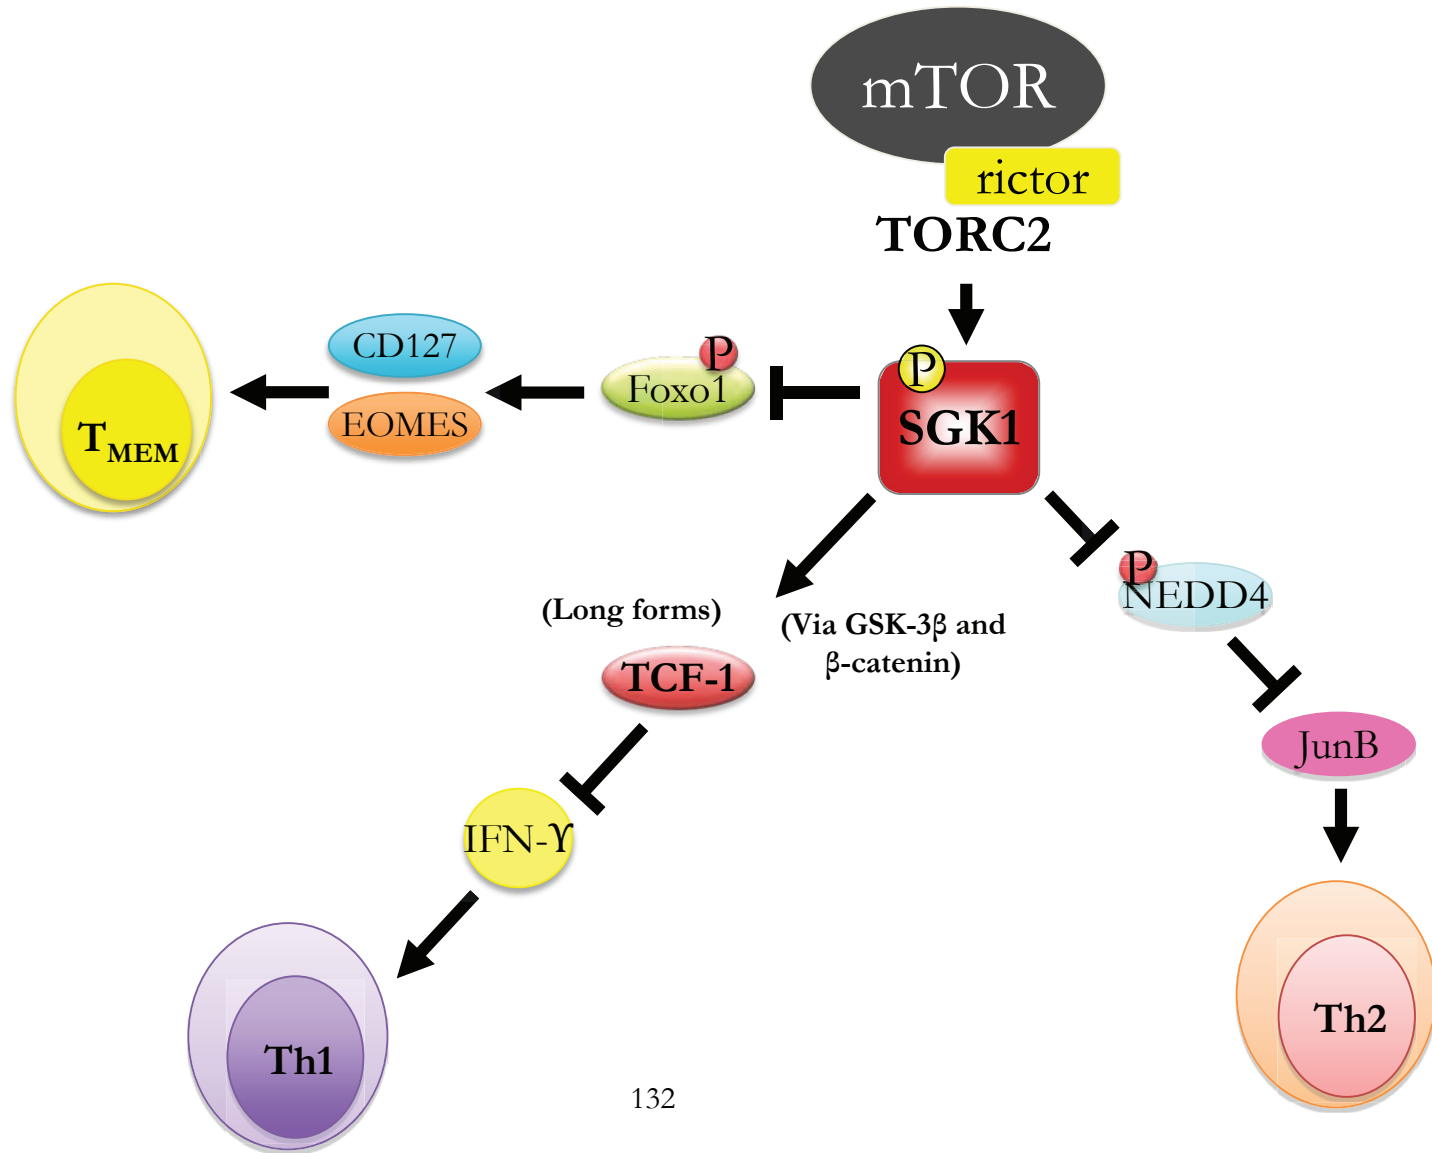 mTOR
rictor
TORC2
P
SGK1
P
Foxo1
CD127
EOMES
TMEM
(Long forms)
(Via GSK-3β and
β-catenin)
TCF-1
P
NEDD4
JunB
IFN-ϒ
Th1
Th2
132